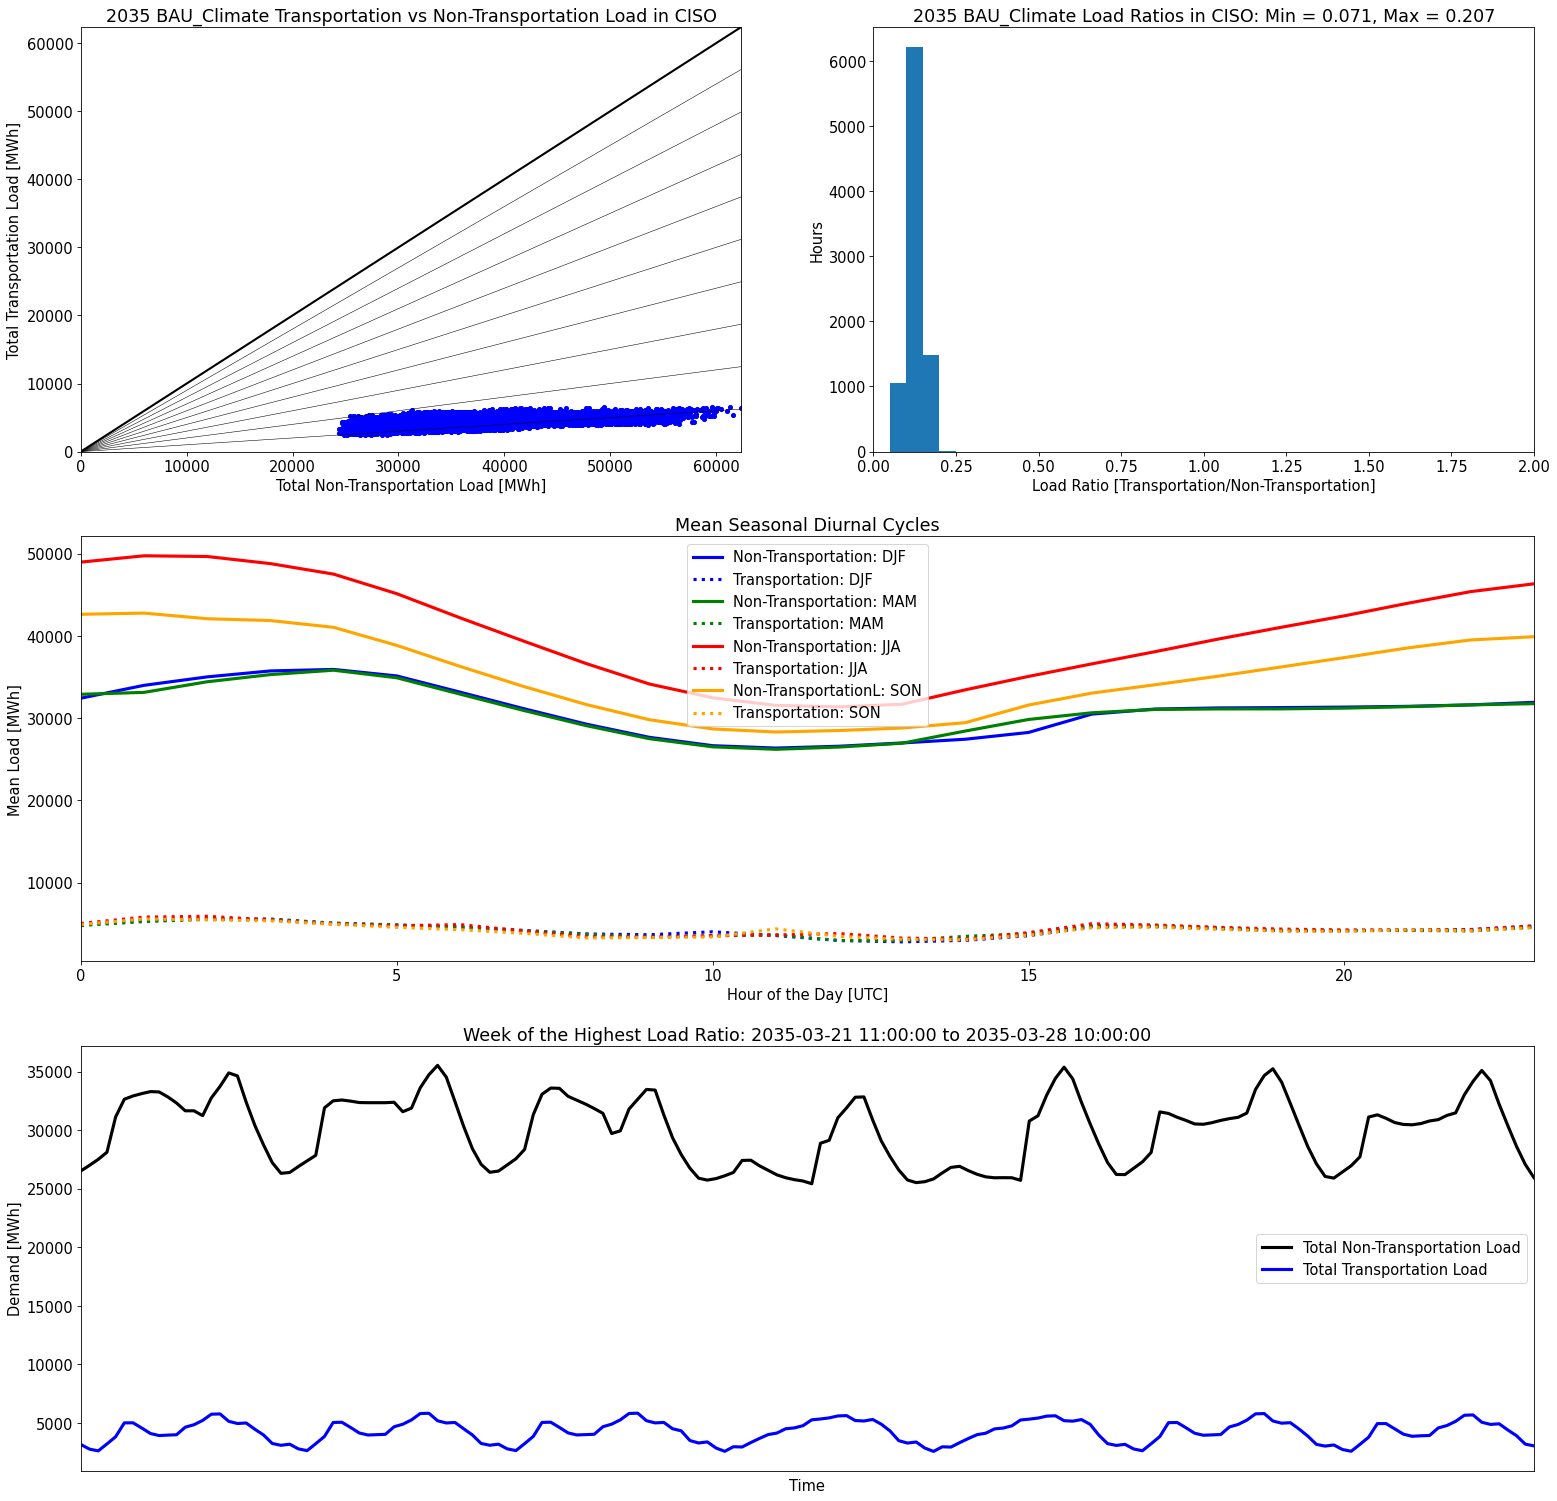 2035 BAU_Climate Transportation vs Non-Transportation Load in CISO
60000
50000
40000
30000
20000
10000
0
Total Transportation Load [MWh]
0 10000 20000 30000 40000 50000 60000
Total Non-Transportation Load [MWh]
2035 BAU_Climate Load Ratios in CISO: Min = 0.071, Max = 0.207
6000
5000
4000
3000
2000
1000
0
Hours
0.00 0.25 0.50 0.75 1.00 1.25 1.50 1.75 2.00
Load Ratio [Transportation/Non-Transportation]
Mean Seasonal Diurnal Cycles
50000
40000
30000
20000
10000
Mean Load [MWh]
Non-Transportation: DJF
Transportation: DJF
Non-Transportation: MAM
Transportation: MAM
Non-Transportation: JJA
Transportation: JJA
Non-TransportationL: SON
Transportation: SON
0 5 10 15 20
Hour of the Day [UTC]
Week of the Highest Load Ratio: 2035-03-21 11:00:00 to 2035-03-28 10:00:00
35000
30000
25000
20000
15000
10000
5000
Demand [MWh]
Total Non-Transportation Load
Total Transportation Load
Time